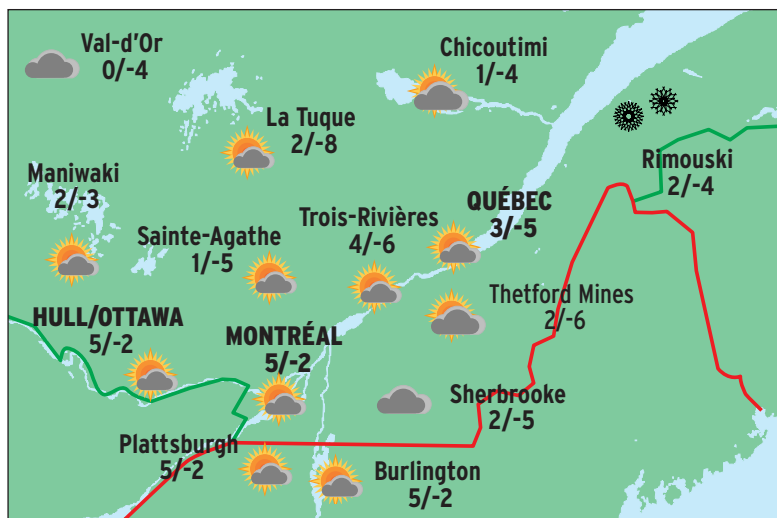 Val-d'Or
0/-4
Chicoutimi
1/-4
La Tuque
2/-8
Rimouski
2/-4
Maniwaki
2/-3
QUÉBEC
3/-5
Trois-Rivières
4/-6
Sainte-Agathe
1/-5
Thetford Mines
2/-6
HULL/OTTAWA
5/-2
MONTRÉAL
5/-2
Sherbrooke
2/-5
Plattsburgh
5/-2
Burlington
5/-2